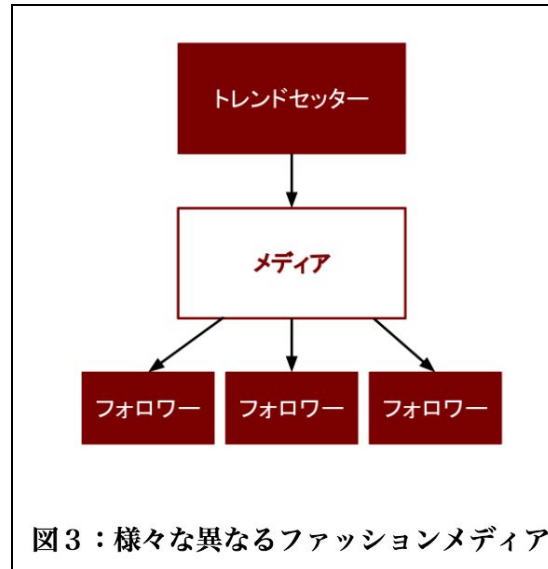 トレンドセッター
メディア
フォロワー フォロワー フォロワー
図３：様々な異なるファッションメディア